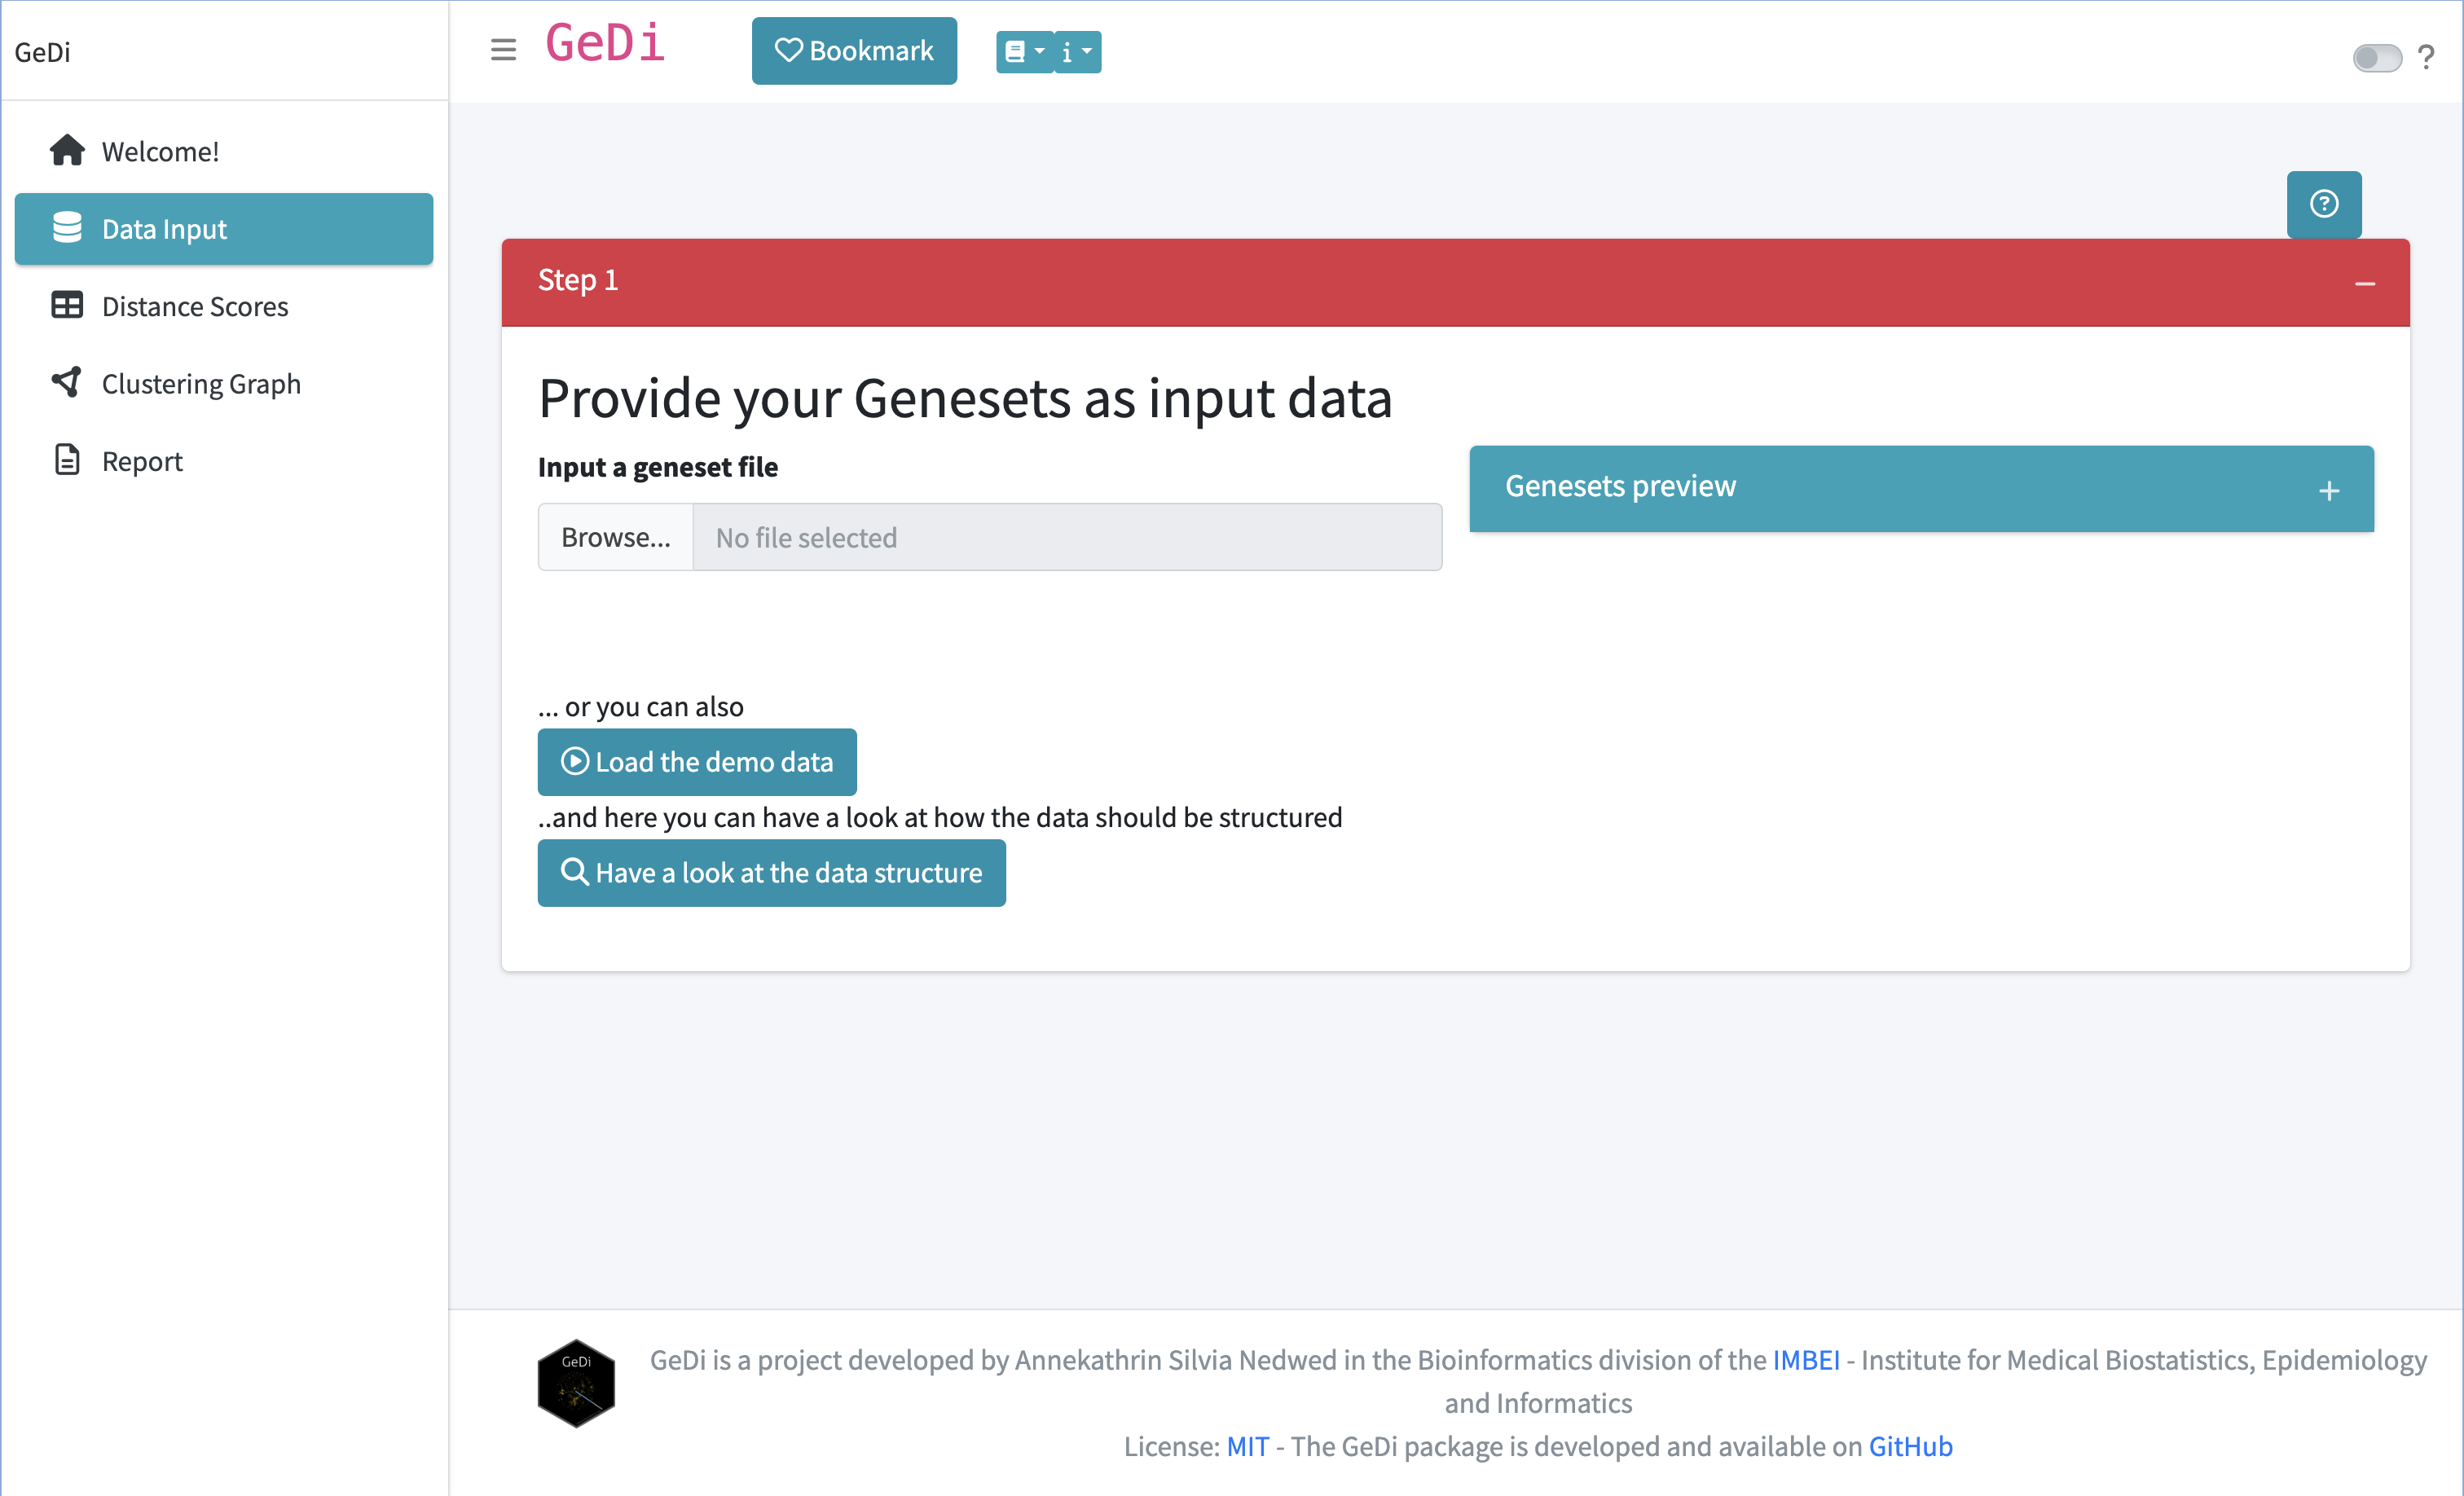 GeDi
GeDi
Bookmark
i
?
Welcome!
Data Input
Distance Scores
Clustering Graph
Report
?
Step 1
Provide your Genesets as input data
Input a geneset file
Browse...
No file selected
Genesets preview
... or you can also
Load the demo data
..and here you can have a look at how the data should be structured
Have a look at the data structure
GeDi
GeDi is a project developed by Annekathrin Silvia Nedwed in the Bioinformatics division of the IMBEI - Institute for Medical Biostatistics, Epidemiology
and Informatics
License: MIT - The GeDi package is developed and available on GitHub